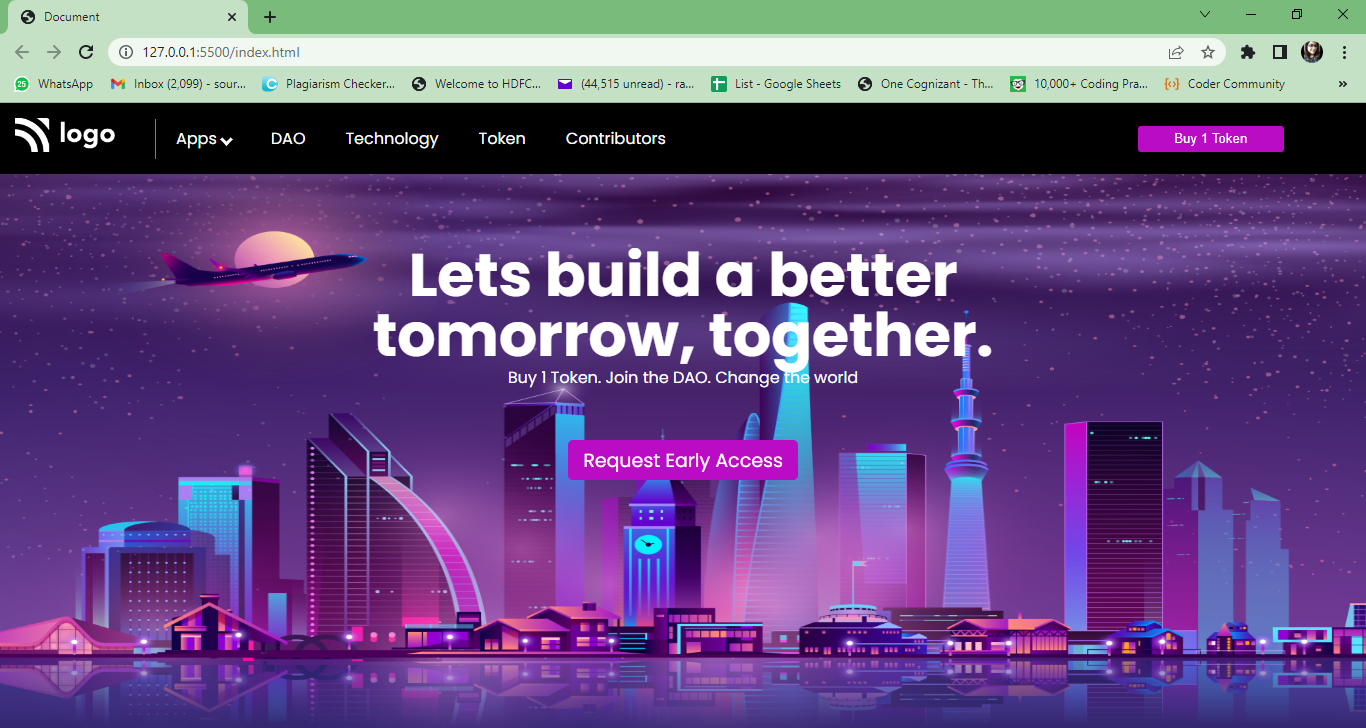 Document
127.0.0.1:5500/index.html
25 WhatsApp Inbox (2,099) - sour... Plagiarism Checker... Welcome to HDFC... (44,515 unread) - ra... List - Google Sheets One Cognizant - Th... 10,000+ Coding Pra... Coder Community »
logo Apps DAO Technology Token Contributors Buy 1 Token
Lets build a better
tomorrow, together.
Buy 1 Token. Join the DAO. Change the world
Request Early Access